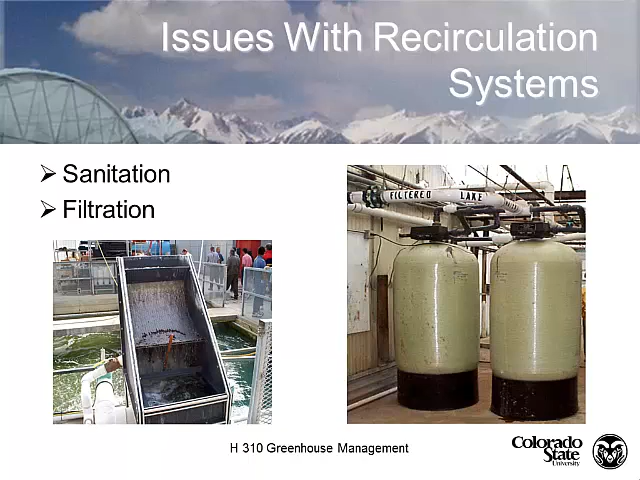 Issues With Recirculation
Systems
Sanitation
Filtration
FILTERED LAKE
H 310 Greenhouse Management
Colorado
State
University